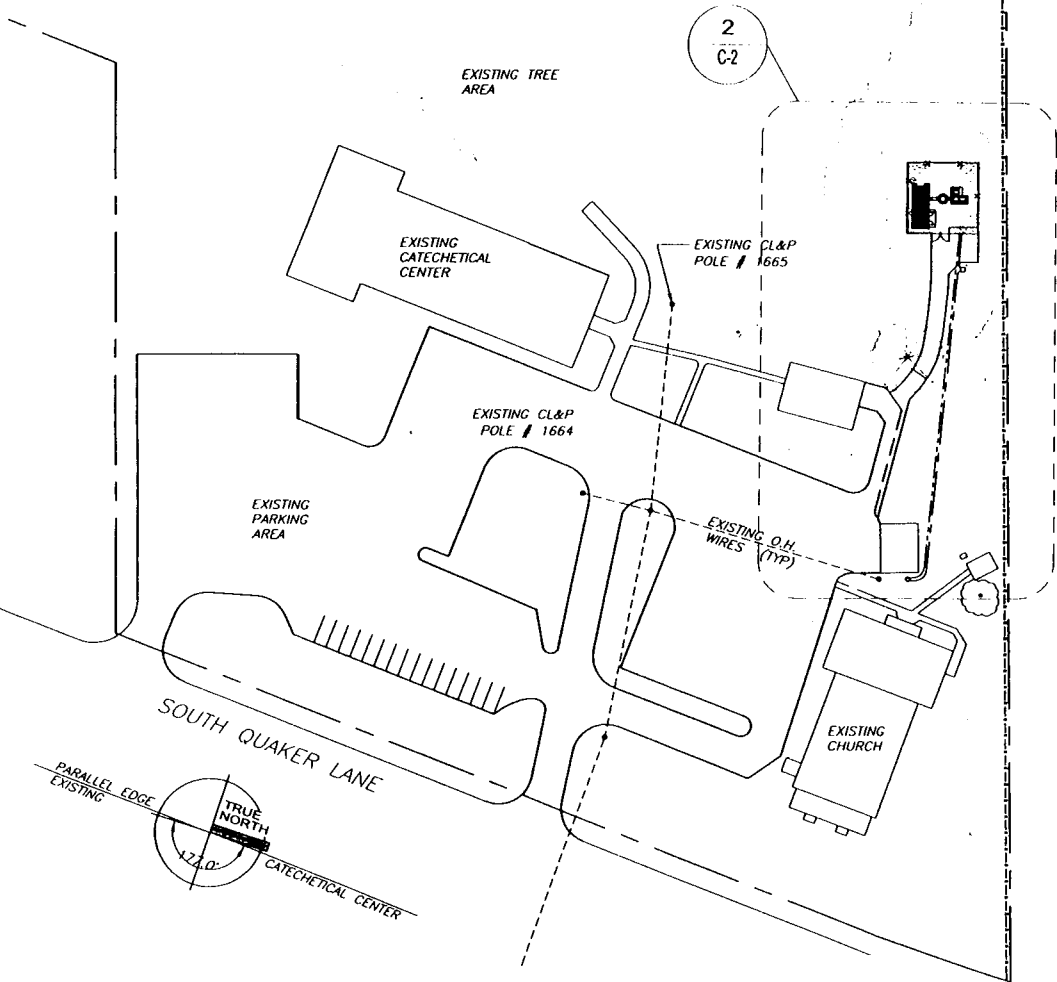 2
C-2
EXISTING TREE
AREA
EXISTING
CATECHETICAL
CENTER
EXISTING CL&P
POLE # 1665
EXISTING CL&P
POLE # 1664
EXISTING
PARKING
AREA
EXISTING O.H.
WIRES (TYP)
EXISTING
CHURCH
SOUTH QUAKER LANE
PARALLEL EDGE
EXISTING
TRUE
NORTH
CATECHETICAL CENTER